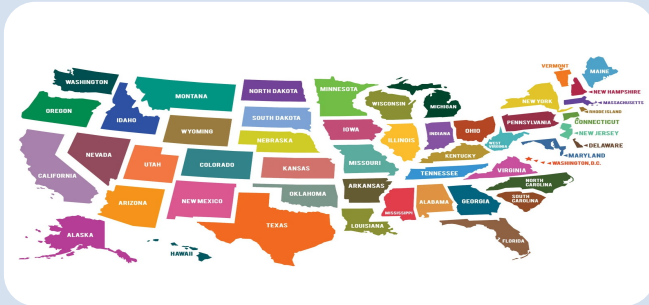 WASHINGTON
OREGON
IDAHO
MONTANA
NORTH DAKOTA
MINNESOTA
WISCONSIN
MICHIGAN
VERMONT
MAINE
NEW HAMPSHIRE
MASSACHUSETTS
RHODE ISLAND
CONNECTICUT
NEW YORK
PENNSYLVANIA
NEW JERSEY
DELAWARE
MARYLAND
WASHINGTON D.C.
WYOMING
SOUTH DAKOTA
NEBRASKA
IOWA
ILLINOIS
INDIANA
OHIO
WEST
VIRGINIA
VIRGINIA
KENTUCKY
CALIFORNIA
NEVADA
UTAH
COLORADO
KANSAS
MISSOURI
TENNESSEE
NORTH
CAROLINA
SOUTH
CAROLINA
ARIZONA
NEW MEXICO
OKLAHOMA
ARKANSAS
MISSISSIPPI
ALABAMA
GEORGIA
TEXAS
LOUISIANA
FLORIDA
ALASKA
HAWAII